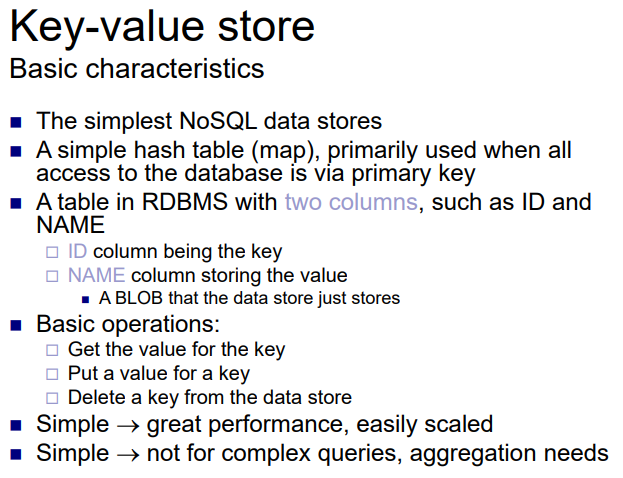 Key-value store
Basic characteristics
■ The simplest NoSQL data stores
■ A simple hash table (map), primarily used when all
access to the database is via primary key
■ A table in RDBMS with two columns, such as ID and
NAME
□ ID column being the key
□ NAME column storing the value
■ A BLOB that the data store just stores
■ Basic operations:
□ Get the value for the key
□ Put a value for a key
□ Delete a key from the data store
■ Simple → great performance, easily scaled
■ Simple → not for complex queries, aggregation needs